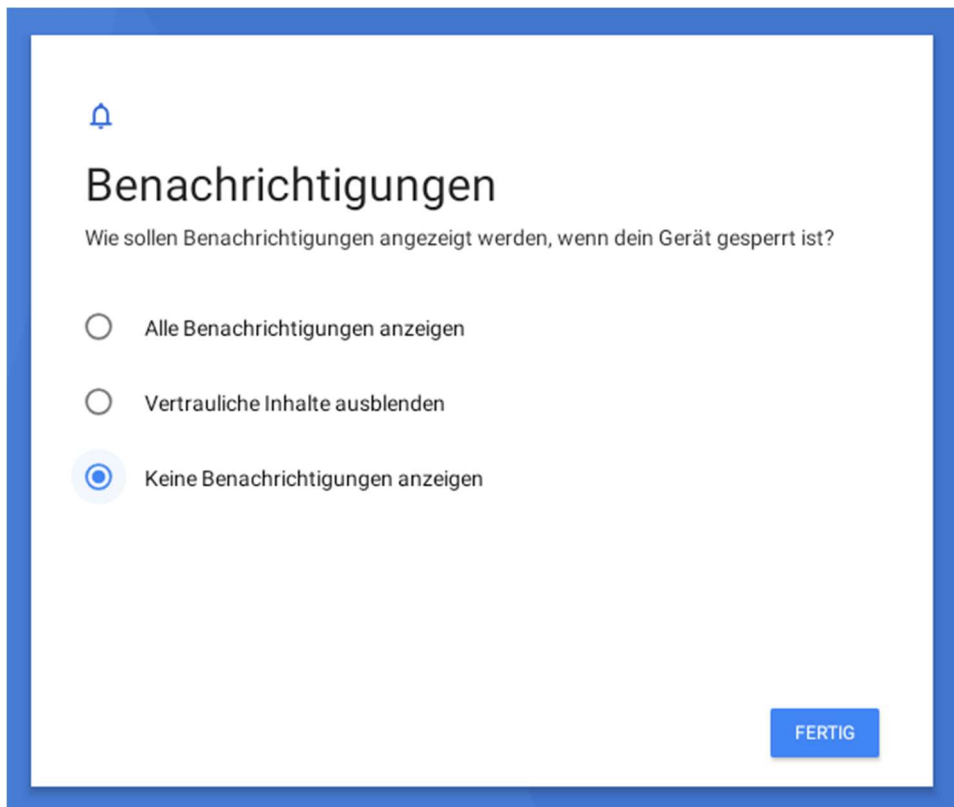 Benachrichtigungen
Wie sollen Benachrichtigungen angezeigt werden, wenn dein Gerät gesperrt ist?
Alle Benachrichtigungen anzeigen
Vertrauliche Inhalte ausblenden
Keine Benachrichtigungen anzeigen
FERTIG